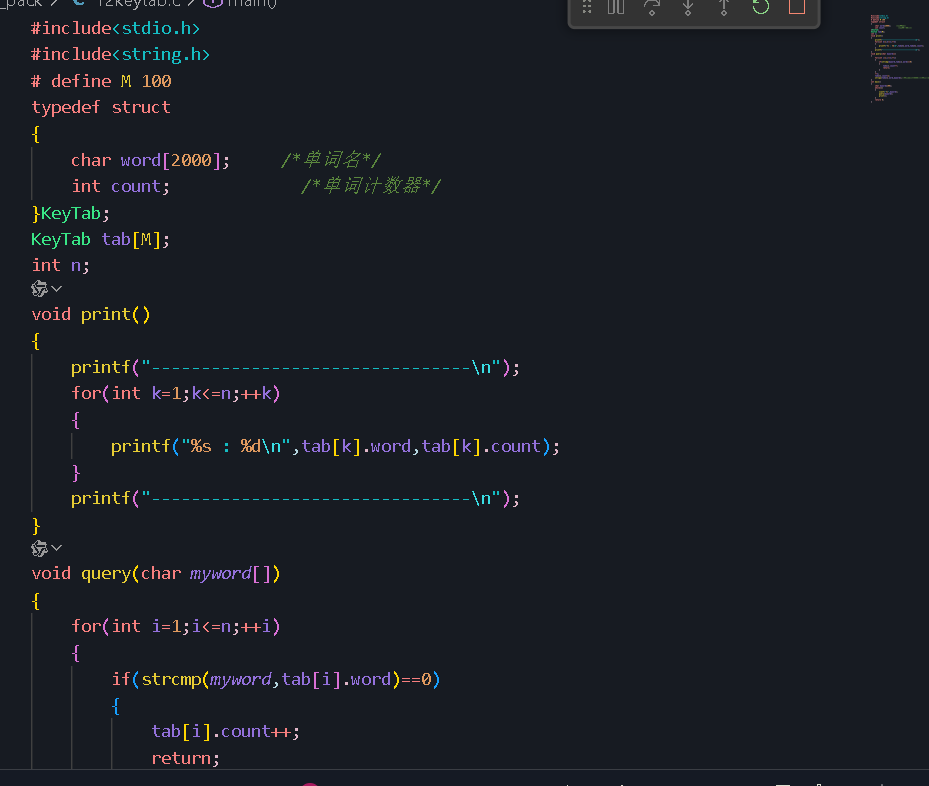 _pack > C 12keytab.c > main()
#include<stdio.h>
#include<string.h>
# define M 100
typedef struct
{
    char word[2000];     /*单词名*/
    int count;             /*单词计数器*/
}KeyTab;
KeyTab tab[M];
int n;
void print()
{
    printf("--------------------------------\n");
    for(int k=1;k<=n;++k)
    {
        printf("%s : %d\n",tab[k].word,tab[k].count);
    }
    printf("--------------------------------\n");
}
void query(char myword[])
{
    for(int i=1;i<=n;++i)
    {
        if(strcmp(myword,tab[i].word)==0)
        {
            tab[i].count++;
            return;